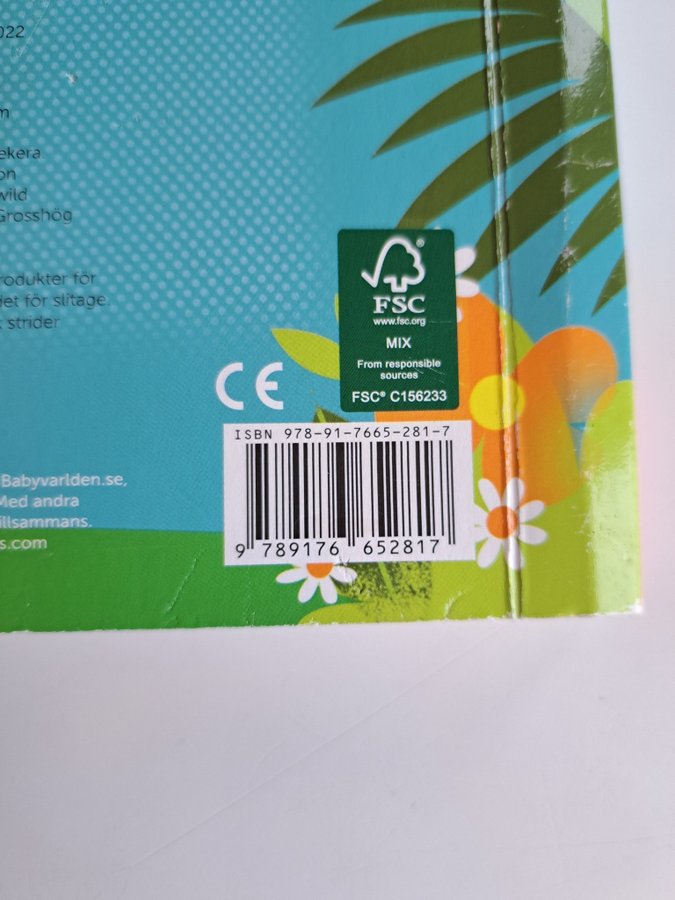 022
m
ekera
on
wild
Grosshög
rodukter för
det för slitage.
k strider
FSC
www.fsc.org
MIX
From responsible
sources
FSC® C156233
CE
ISBN 978-91-7665-281-7
9 789176 652817
Babyvarlden.se,
Med andra
illsammans.
s.com